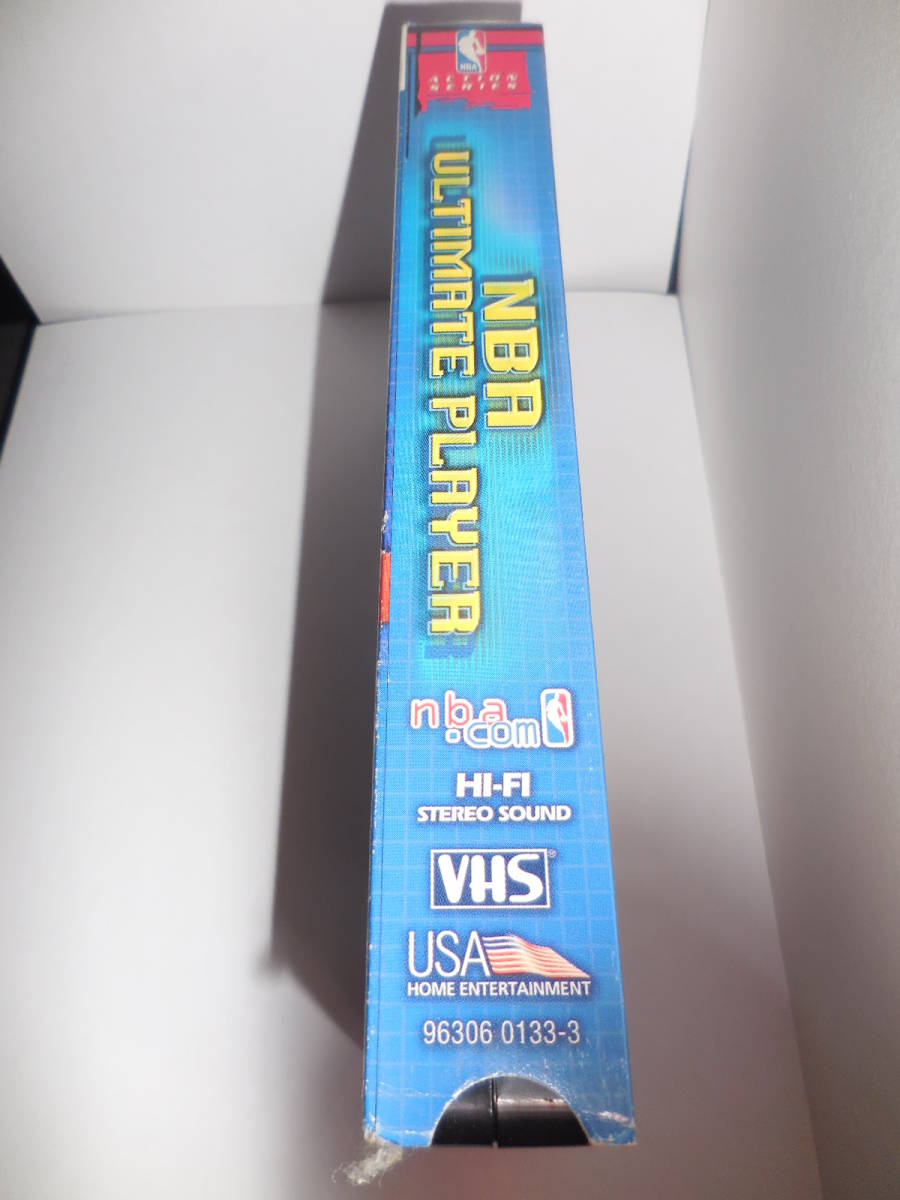 NBA
ACTION
SERIES
NBA
ULTIMATE PLAYER
nba
.com
HI-FI
STEREO SOUND
VHS®
USA
HOME ENTERTAINMENT
96306 0133-3